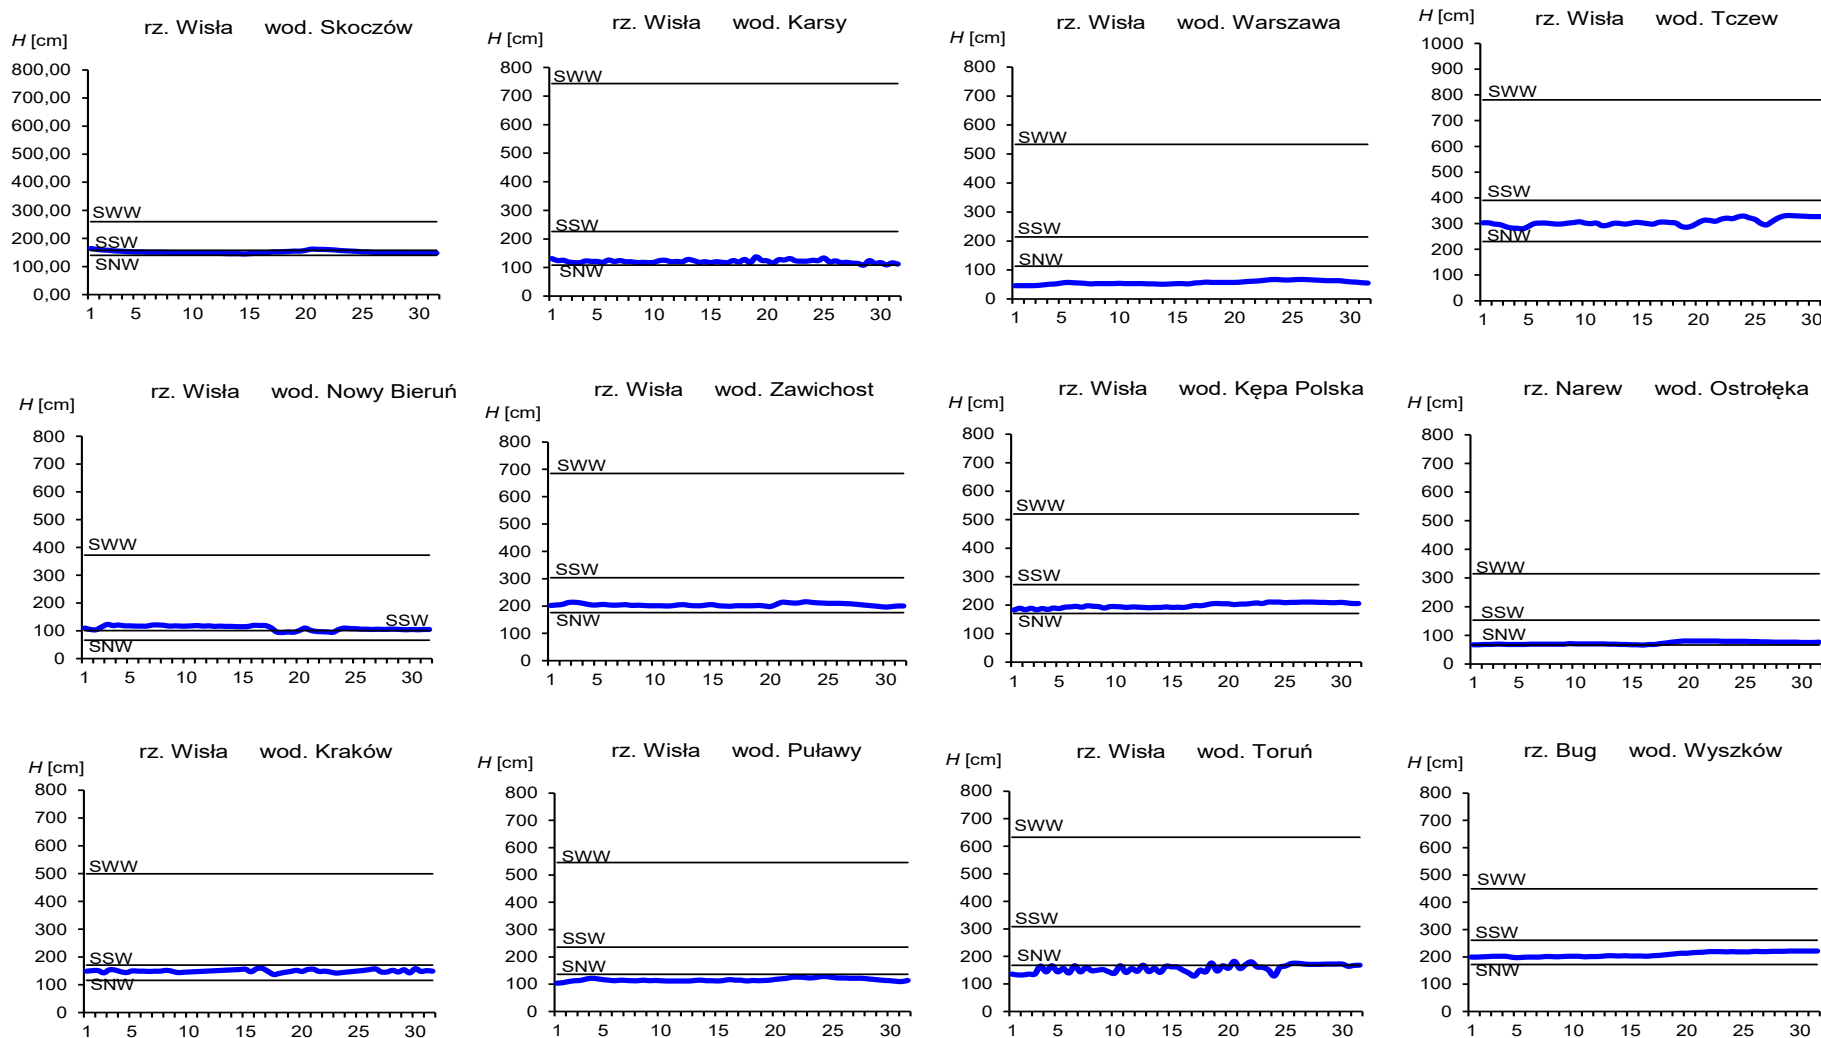 rz. Wisła wod. Skoczów
H [cm]
800,00
700,00
600,00
500,00
400,00
300,00
200,00
100,00
0,00
SWW
SSW
SNW
1 5 10 15 20 25 30
rz. Wisła wod. Karsy
H [cm]
800
700
600
500
400
300
200
100
0
SWW
SSW
SNW
1 5 10 15 20 25 30
rz. Wisła wod. Warszawa
H [cm]
800
700
600
500
400
300
200
100
0
SWW
SSW
SNW
1 5 10 15 20 25 30
rz. Wisła wod. Tczew
H [cm]
1000
900
800
700
600
500
400
300
200
100
0
SWW
SSW
SNW
1 5 10 15 20 25 30
rz. Wisła wod. Nowy Bieruń
H [cm]
800
700
600
500
400
300
200
100
0
SWW
SSW
SNW
1 5 10 15 20 25 30
rz. Wisła wod. Zawichost
H [cm]
800
700
600
500
400
300
200
100
0
SWW
SSW
SNW
1 5 10 15 20 25 30
rz. Wisła wod. Kępa Polska
H [cm]
800
700
600
500
400
300
200
100
0
SWW
SSW
SNW
1 5 10 15 20 25 30
rz. Narew wod. Ostrołęka
H [cm]
800
700
600
500
400
300
200
100
0
SWW
SSW
SNW
1 5 10 15 20 25 30
rz. Wisła wod. Kraków
H [cm]
800
700
600
500
400
300
200
100
0
SWW
SSW
SNW
1 5 10 15 20 25 30
rz. Wisła wod. Puławy
H [cm]
800
700
600
500
400
300
200
100
0
SWW
SSW
SNW
1 5 10 15 20 25 30
rz. Wisła wod. Toruń
H [cm]
800
700
600
500
400
300
200
100
0
SWW
SSW
SNW
1 5 10 15 20 25 30
rz. Bug wod. Wyszków
H [cm]
800
700
600
500
400
300
200
100
0
SWW
SSW
SNW
1 5 10 15 20 25 30